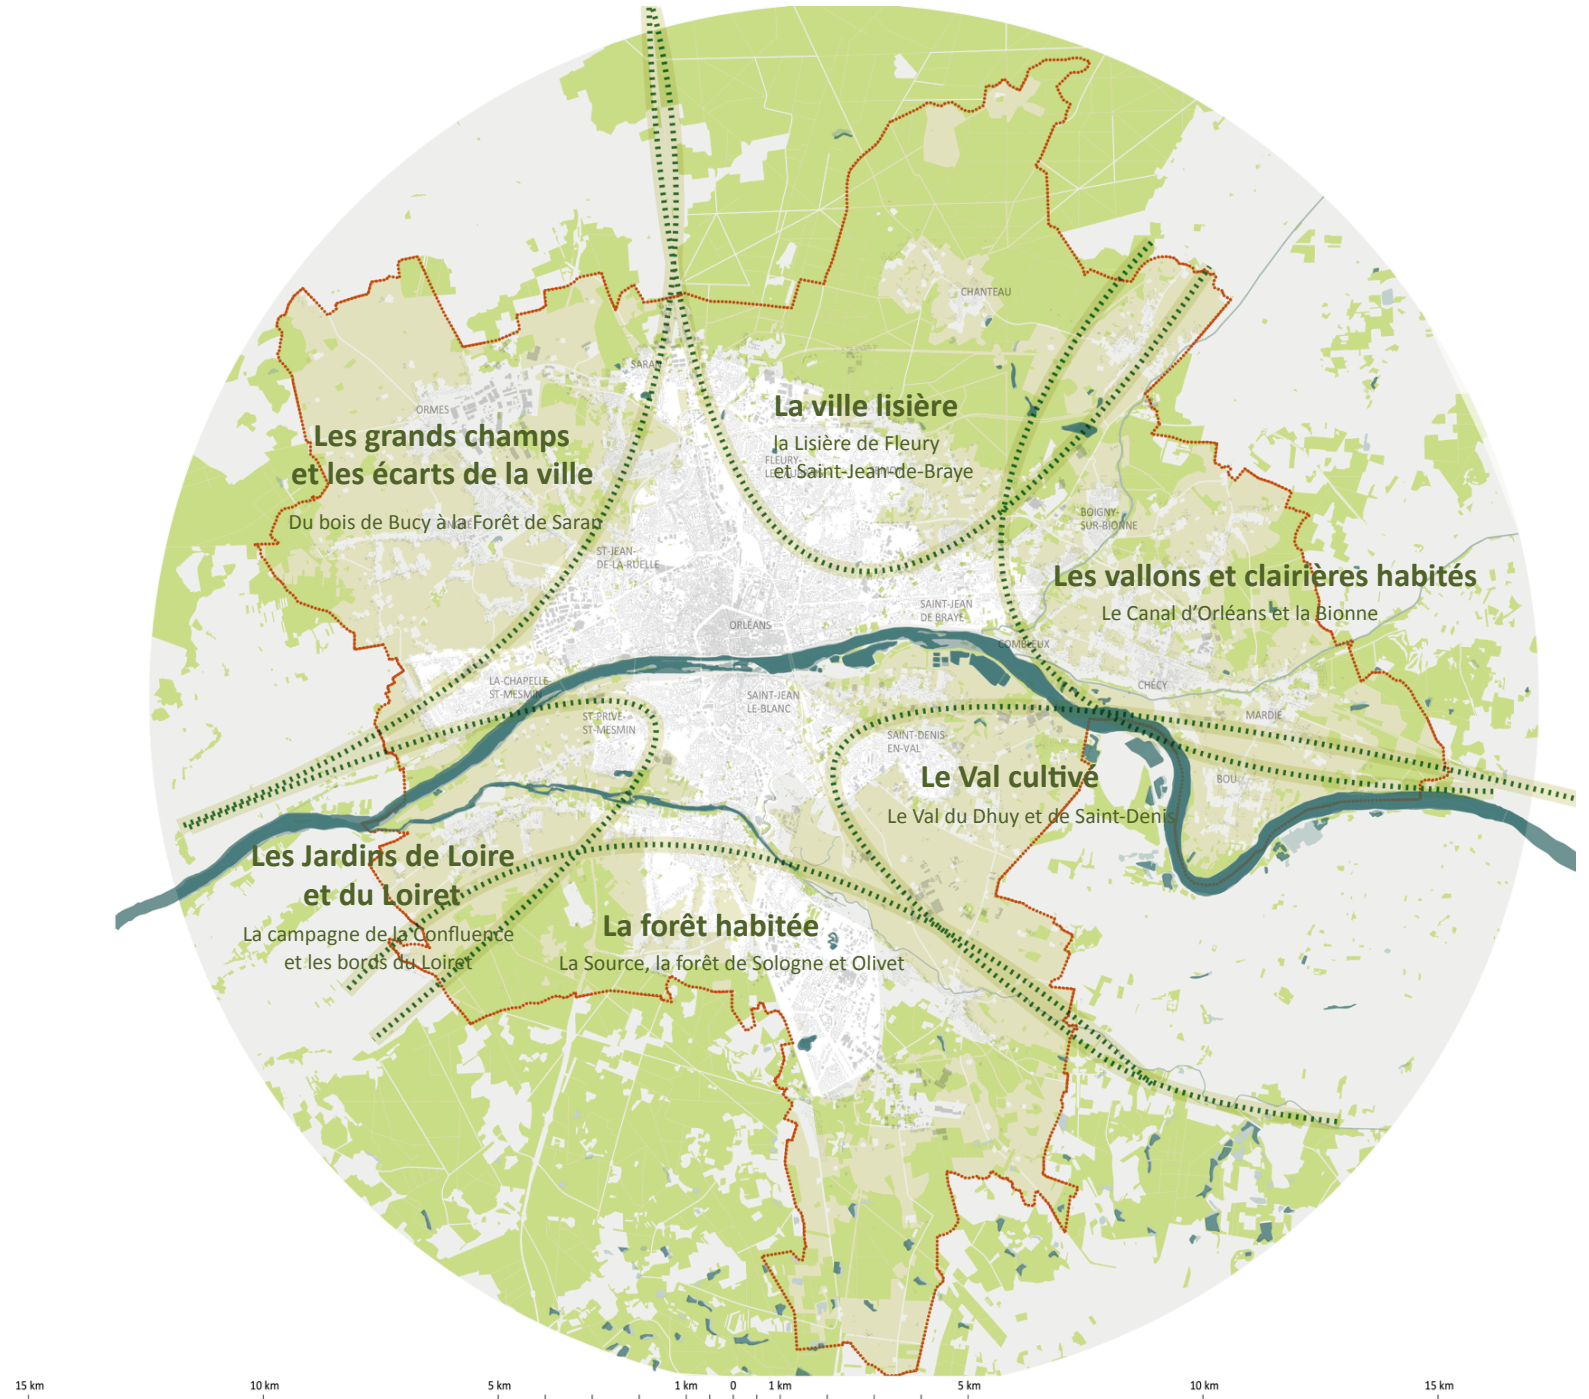 CHANTEAU
SARAN
ORMES
La ville lisière
la Lisière de Fleury
et Saint-Jean-de-Braye
FLEURY-
Les grands champs
et les écarts de la ville
Du bois de Bucy à la Forêt de Saran
BOIGNY-
SUR-BIONNE
ST-JEAN-
DE-LA-RUELLE
Les vallons et clairières habités
Le Canal d'Orléans et la Bionne
SAINT-JEAN
DE BRAYE
ORLÉANS
COMBLEUX
LA-CHAPELLE-
ST-MESMIN
CHÉCY
SAINT-JEAN
LE-BLANC
ST-PRIVÉ-
ST-MESMIN
MARDIÉ
SAINT-DENIS-
EN-VAL
Le Val cultivé
Le Val du Dhuy et de Saint-Denis
BOU
Les Jardins de Loire
et du Loiret
La campagne de la Confluence
et les bords du Loiret
La forêt habitée
La Source, la forêt de Sologne et Olivet
15 km 10 km 5 km 1 km 0 1 km 5 km 10 km 15 km